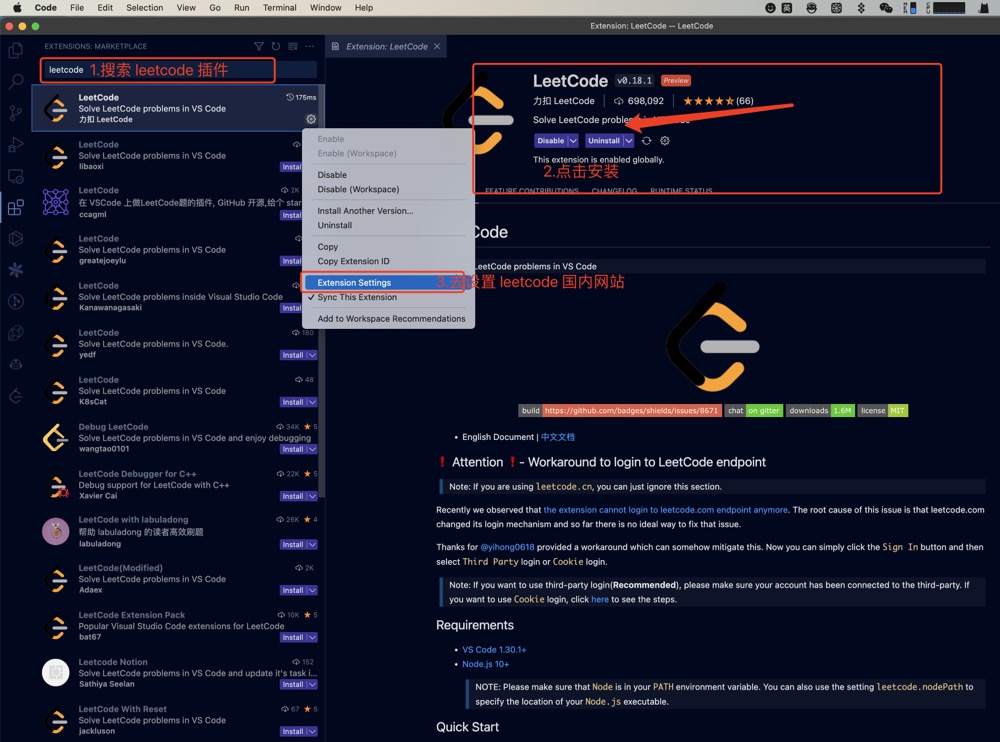 Code File Edit Selection View Go Run Terminal Window Help
Extension: LeetCode — LeetCode
EXTENSIONS: MARKETPLACE
Extension: LeetCode
leetcode
1.搜索 leetcode 插件
LeetCode
175ms
Solve LeetCode problems in VS Code
力扣 LeetCode
LeetCode
Solve LeetCode problems in VS Code
libaoxi
Install
LeetCode
2K
在 VSCode 上做LeetCode题的插件, GitHub 开源,给个 star
ccagml
Install
LeetCode
Solve LeetCode problems in VS Code
greatejoeylu
Install
LeetCode
Solve LeetCode problems inside Visual Studio Code
Kanawanagasaki
Install
LeetCode
180
Solve LeetCode problems in VS Code.
yedf
Install
LeetCode
48
Solve LeetCode problems in VS Code
K8sCat
Install
Debug LeetCode
34K ★ 5
Solve LeetCode problems in VS Code and enjoy debugging
wangtao0101
Install
LeetCode Debugger for C++
22K ★ 5
Debug support for LeetCode with C++
Xavier Cai
Install
LeetCode with labuladong
26K ★ 4
帮助 labuladong 的读者高效刷题
labuladong
Install
LeetCode(Modified)
2K
Solve LeetCode problems in VS Code
Adaex
Install
LeetCode Extension Pack
10K ★ 5
Popular Visual Studio Code extensions for LeetCode
bat67
Install
Leetcode Notion
152
Solve LeetCode problems in VS Code and update it's task i...
Sathiya Seelan
Install
LeetCode With Reset
67 ★ 5
Solve LeetCode problems in VS Code
jackluson
Install
Enable
Enable (Workspace)
Disable
Disable (Workspace)
Install Another Version...
Uninstall
Copy
Copy Extension ID
Extension Settings
✓ Sync This Extension
Add to Workspace Recommendations
LeetCode v0.18.1 Preview
力扣 LeetCode 698,092 (66)
Solve LeetCode
Disable Uninstall
This extension is enabled globally.
2.点击安装
FEATURE CONTRIBUTIONS CHANGELOG RUNTIME STATUS
Code
LeetCode problems in VS Code
设置 leetcode 国内网站
build https://github.com/badges/shields/issues/8671 chat on gitter downloads 1.6M license MIT
• English Document | 中文文档
❗ Attention ❗ - Workaround to login to LeetCode endpoint
Note: If you are using leetcode.cn, you can just ignore this section.
Recently we observed that the extension cannot login to leetcode.com endpoint anymore. The root cause of this issue is that leetcode.com
changed its login mechanism and so far there is no ideal way to fix that issue.
Thanks for @yihong0618 provided a workaround which can somehow mitigate this. Now you can simply click the Sign In button and then
select Third Party login or Cookie login.
Note: If you want to use third-party login(Recommended), please make sure your account has been connected to the third-party. If
you want to use Cookie login, click here to see the steps.
Requirements
• VS Code 1.30.1+
• Node.js 10+
NOTE: Please make sure that Node is in your PATH environment variable. You can also use the setting leetcode.nodePath to
specify the location of your Node.js executable.
Quick Start